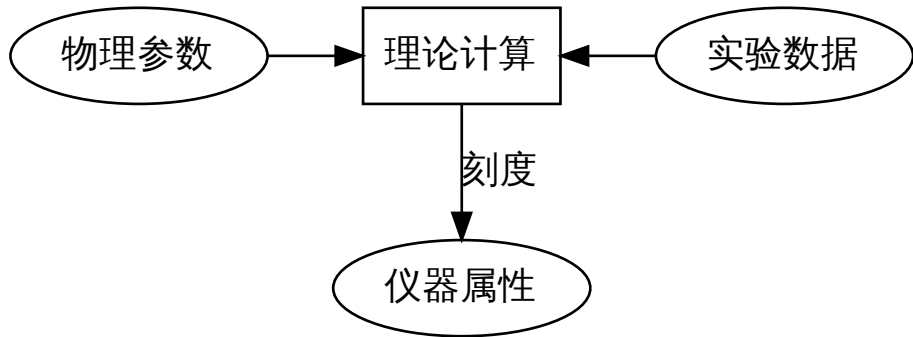 物理参数
理论计算
实验数据
刻度
仪器属性